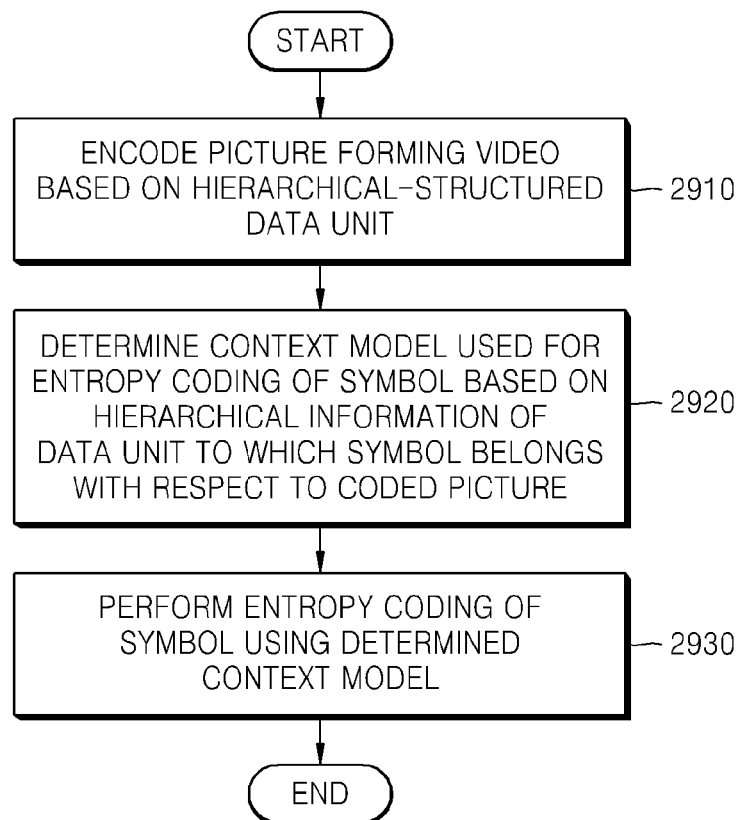 START
ENCODE PICTURE FORMING VIDEO
BASED ON HIERARCHICAL-STRUCTURED
DATA UNIT
2910
DETERMINE CONTEXT MODEL USED FOR
ENTROPY CODING OF SYMBOL BASED ON
HIERARCHICAL INFORMATION OF
DATA UNIT TO WHICH SYMBOL BELONGS
WITH RESPECT TO CODED PICTURE
2920
PERFORM ENTROPY CODING OF
SYMBOL USING DETERMINED
CONTEXT MODEL
2930
END